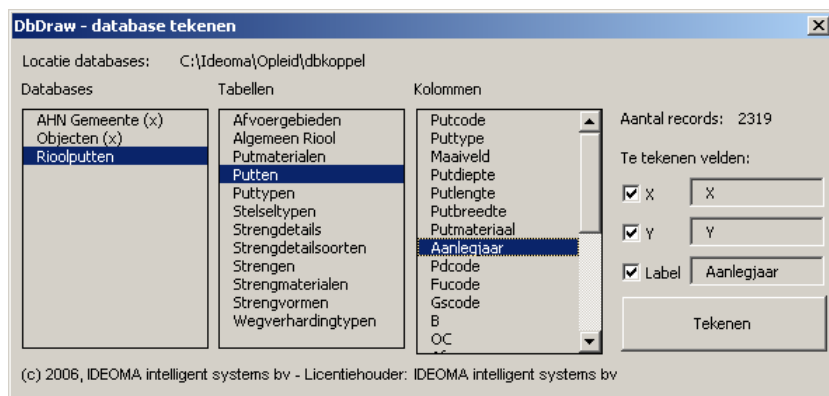 DbDraw - database tekenen
Locatie databases: C:\Ideoma\Opleid\dbkoppel
Databases
AHN Gemeente (x)
Objecten (x)
Rioolputten
Tabellen
Afvoergebieden
Algemeen Riool
Putmaterialen
Putten
Puttypen
Stelseltypen
Strengdetails
Strengdetailsoorten
Strengen
Strengmaterialen
Strengvormen
Wegverhardingtypen
Kolommen
Putcode
Puttype
Maaiveld
Putdiepte
Putlengte
Putbreedte
Putmateriaal
Aanlegjaar
Pdcode
Fucode
Gscode
B
OC
Aantal records: 2319
Te tekenen velden:
X X
Y Y
Label Aanlegjaar
Tekenen
(c) 2006, IDEOMA intelligent systems bv - Licentiehouder: IDEOMA intelligent systems bv